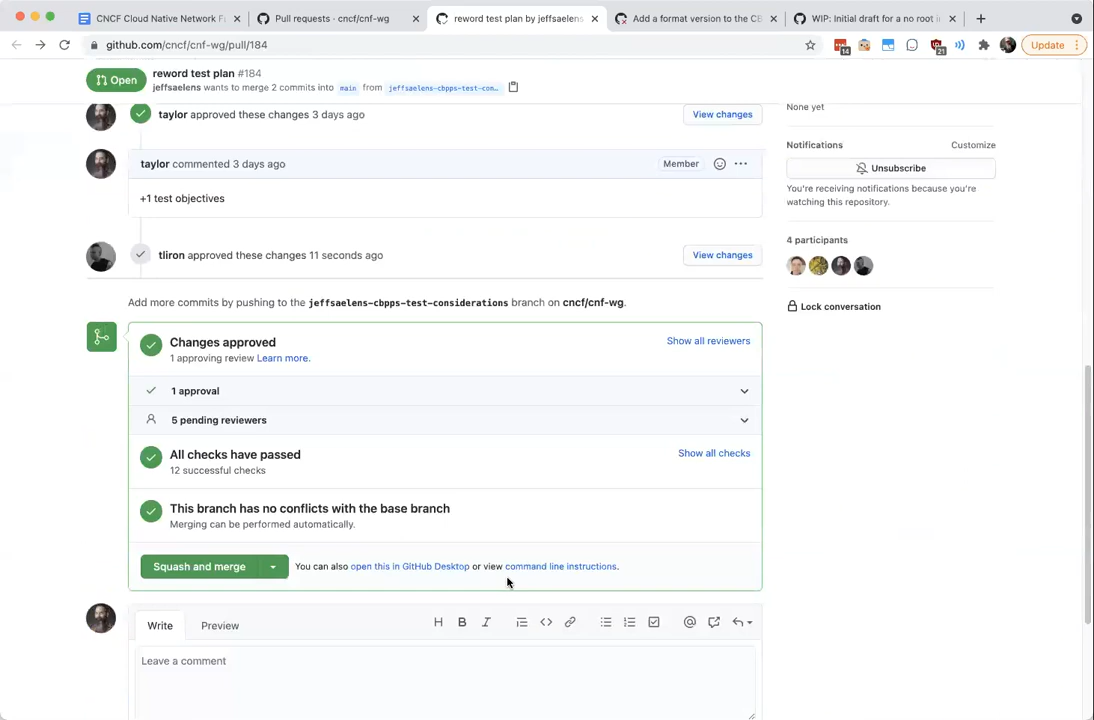 CNCF Cloud Native Network F
Pull requests · cncf/cnf-wg
reword test plan by jeffsaelens
Add a format version to the CB
WIP: Initial draft for a no root i
github.com/cncf/cnf-wg/pull/184
14
21
Update
Open
reword test plan #184
jeffsaelens wants to merge 2 commits into main from jeffsaelens-cbpps-test-con…
None yet
taylor approved these changes 3 days ago
View changes
Notifications
Customize
Unsubscribe
You're receiving notifications because you're
watching this repository.
taylor commented 3 days ago
Member
+1 test objectives
4 participants
tliron approved these changes 11 seconds ago
View changes
Lock conversation
Add more commits by pushing to the jeffsaelens-cbpps-test-considerations branch on cncf/cnf-wg.
Changes approved
Show all reviewers
1 approving review Learn more.
1 approval
5 pending reviewers
All checks have passed
Show all checks
12 successful checks
This branch has no conflicts with the base branch
Merging can be performed automatically.
Squash and merge
You can also open this in GitHub Desktop or view command line instructions.
Write
Preview
Leave a comment